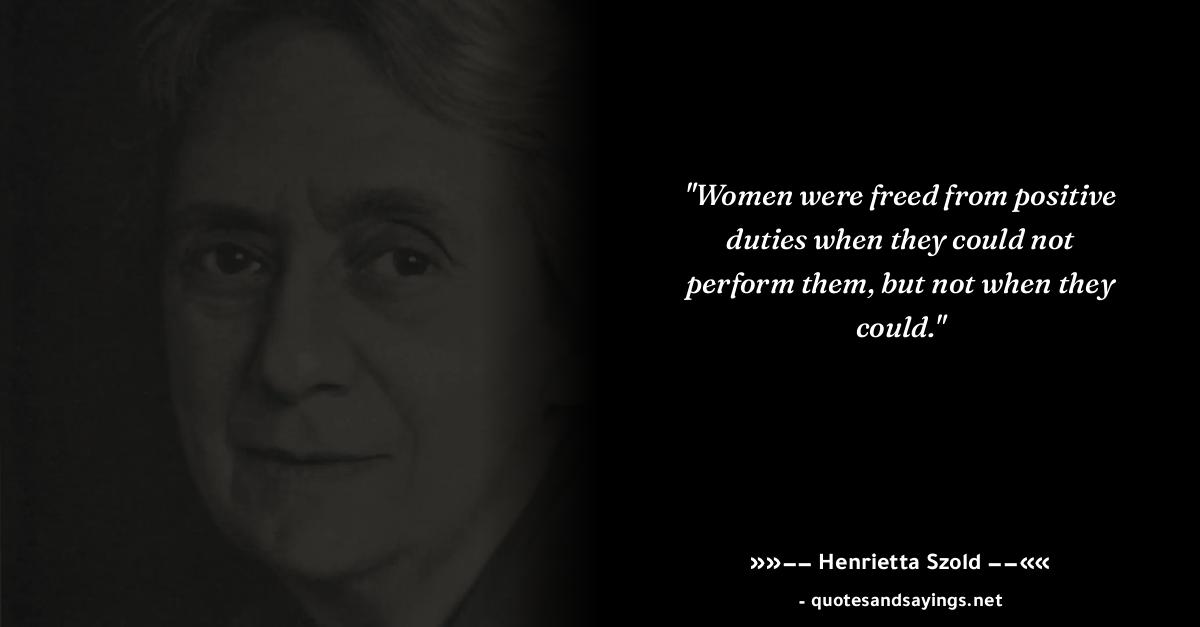 "Women were freed from positive
duties when they could not
perform them, but not when they
could."
»»–– Henrietta Szold ––««
- quotesandsayings.net